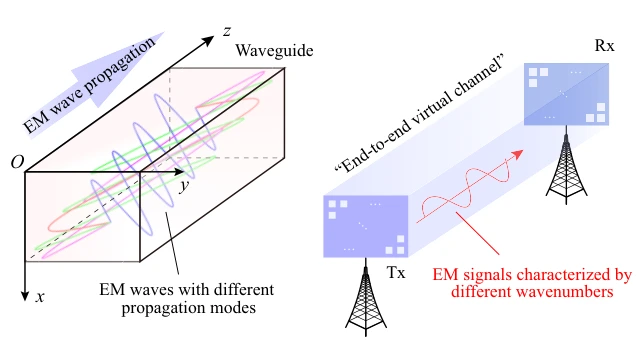 z
Waveguide
EM wave propagation
O
y
x
EM waves with different
propagation modes
Rx
“End-to-end virtual channel”
Tx
EM signals characterized by
different wavenumbers